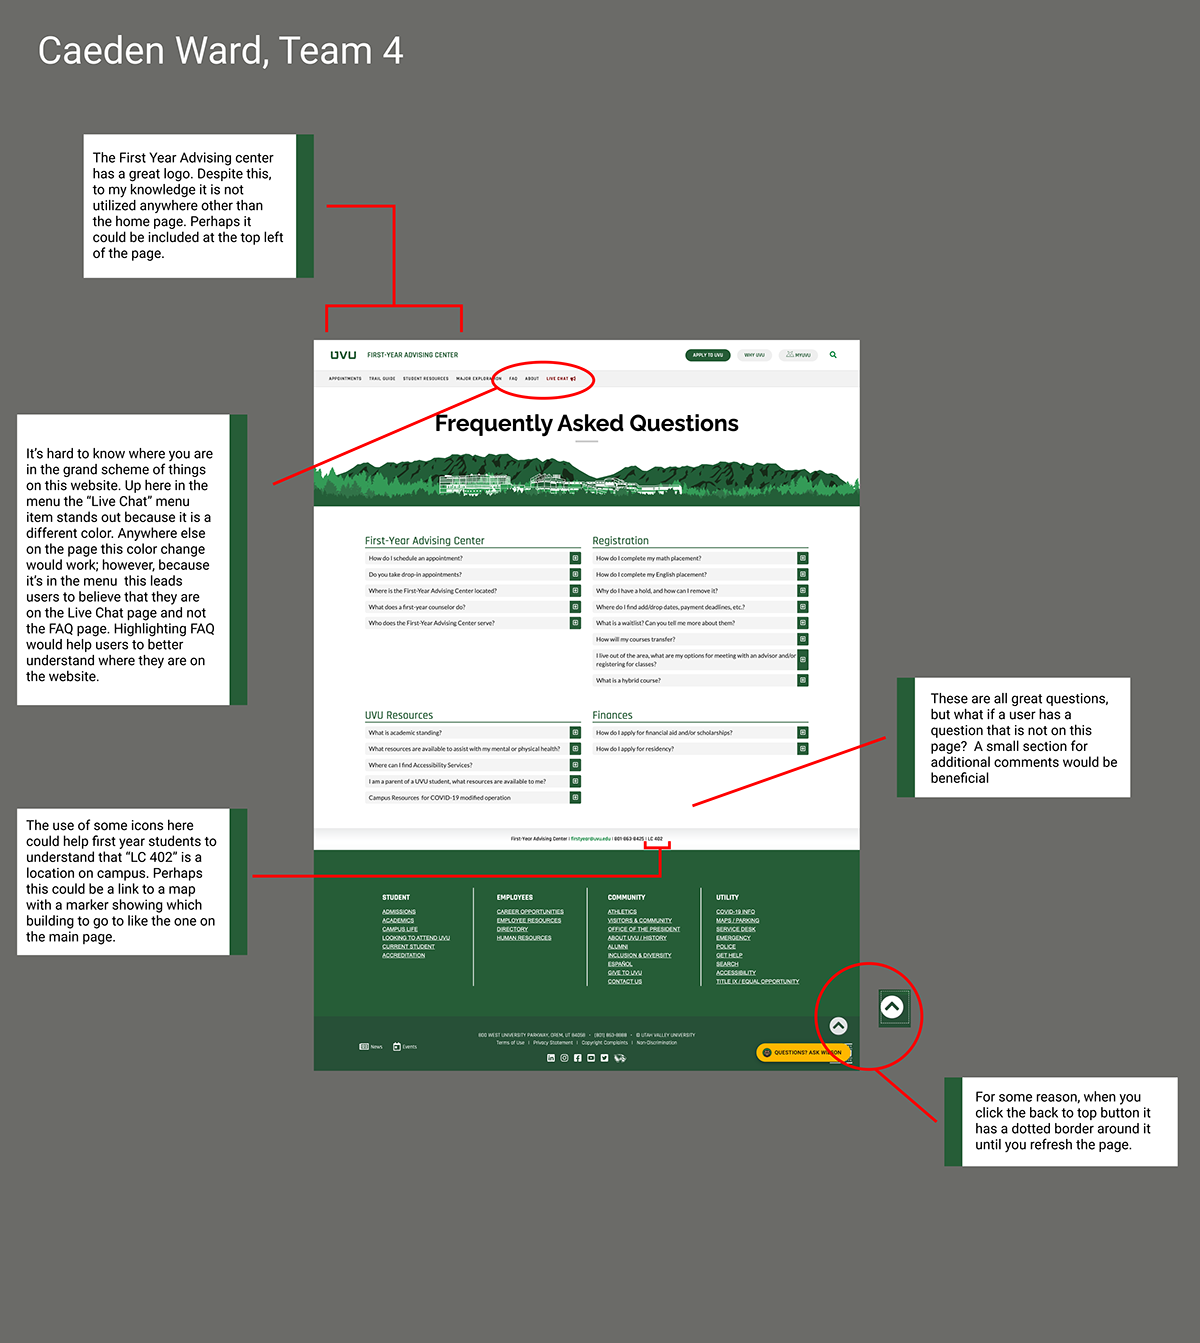 Caeden Ward, Team 4
The First Year Advising center
has a great logo. Despite this,
to my knowledge it is not
utilized anywhere other than
the home page. Perhaps it
could be included at the top left
of the page.
UVU FIRST-YEAR ADVISING CENTER
APPLY TO UVU
WHY UVU
MYUVU
APPOINTMENTS
TRAIL GUIDE
STUDENT RESOURCES
MAJOR EXPLORATION
FAQ
ABOUT
LIVE CHAT
Frequently Asked Questions
It's hard to know where you are
in the grand scheme of things
on this website. Up here in the
menu the “Live Chat” menu
item stands out because it is a
different color. Anywhere else
on the page this color change
would work; however, because
it's in the menu  this leads
users to believe that they are
on the Live Chat page and not
the FAQ page. Highlighting FAQ
would help users to better
understand where they are on
the website.
First-Year Advising Center
How do I schedule an appointment?
Do you take drop-in appointments?
Where is the First-Year Advising Center located?
What does a first-year counselor do?
Who does the First-Year Advising Center serve?
Registration
How do I complete my math placement?
How do I complete my English placement?
Why do I have a hold, and how can I remove it?
Where do I find add/drop dates, payment deadlines, etc.?
What is a waitlist? Can you tell me more about them?
How will my courses transfer?
I live out of the area, what are my options for meeting with an advisor and/or
registering for classes?
What is a hybrid course?
UVU Resources
What is academic standing?
What resources are available to assist with my mental or physical health?
Where can I find Accessibility Services?
I am a parent of a UVU student, what resources are available to me?
Campus Resources for COVID-19 modified operation
Finances
How do I apply for financial aid and/or scholarships?
How do I apply for residency?
These are all great questions,
but what if a user has a
question that is not on this
page?  A small section for
additional comments would be
beneficial
The use of some icons here
could help first year students to
understand that “LC 402” is a
location on campus. Perhaps
this could be a link to a map
with a marker showing which
building to go to like the one on
the main page.
First-Year Advising Center | firstyear@uvu.edu | 801-863-8425 | LC 402
STUDENT
ADMISSIONS
ACADEMICS
CAMPUS LIFE
LOOKING TO ATTEND UVU
CURRENT STUDENT
ACCREDITATION
EMPLOYEES
CAREER OPPORTUNITIES
EMPLOYEE RESOURCES
DIRECTORY
HUMAN RESOURCES
COMMUNITY
ATHLETICS
VISITORS & COMMUNITY
OFFICE OF THE PRESIDENT
ABOUT UVU / HISTORY
ALUMNI
INCLUSION & DIVERSITY
ESPAÑOL
GIVE TO UVU
CONTACT US
UTILITY
COVID-19 INFO
MAPS / PARKING
SERVICE DESK
EMERGENCY
POLICE
GET HELP
SEARCH
ACCESSIBILITY
TITLE IX / EQUAL OPPORTUNITY
News
Events
800 WEST UNIVERSITY PARKWAY, OREM, UT 84058 • (801) 863-8888 • © UTAH VALLEY UNIVERSITY
Terms of Use | Privacy Statement | Copyright Complaints | Non-Discrimination
QUESTIONS? ASK WILSON
For some reason, when you
click the back to top button it
has a dotted border around it
until you refresh the page.